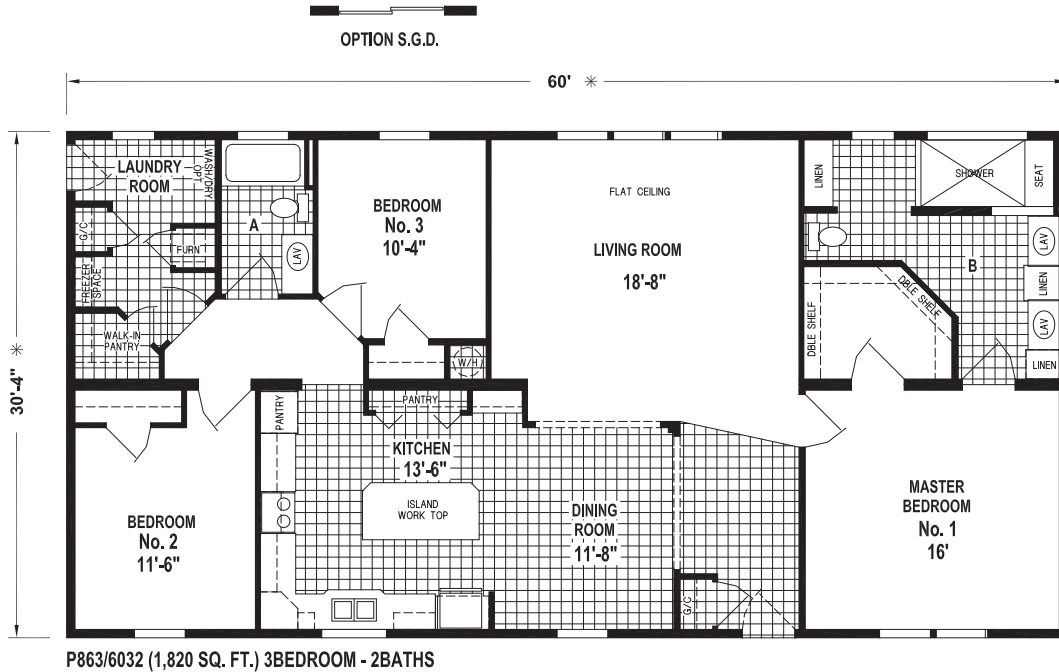 OPTION S.G.D.
60' ✳
30'-4" ✳
LAUNDRY
ROOM
WASH/DRY
OPT
G/C
FURN
FREEZER
SPACE
WALK-IN
PANTRY
A
LAV
BEDROOM
No. 3
10'-4"
W/H
FLAT CEILING
LIVING ROOM
18'-8"
LINEN
SHOWER
SEAT
LAV
B
LINEN
LAV
LINEN
DBLE SHELF
DBLE SHELF
PANTRY
PANTRY
KITCHEN
13'-6"
ISLAND
WORK TOP
BEDROOM
No. 2
11'-6"
DINING
ROOM
11'-8"
G/C
MASTER
BEDROOM
No. 1
16'
P863/6032 (1,820 SQ. FT.) 3BEDROOM - 2BATHS